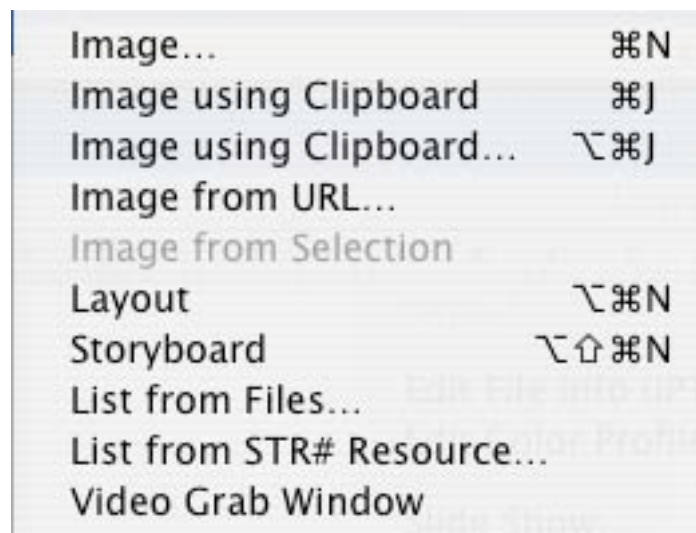 Image... ⌘N
Image using Clipboard ⌘J
Image using Clipboard... ⌥⌘J
Image from URL...
Image from Selection
Layout ⌥⌘N
Storyboard ⌥⇧⌘N
List from Files...
List from STR# Resource...
Video Grab Window